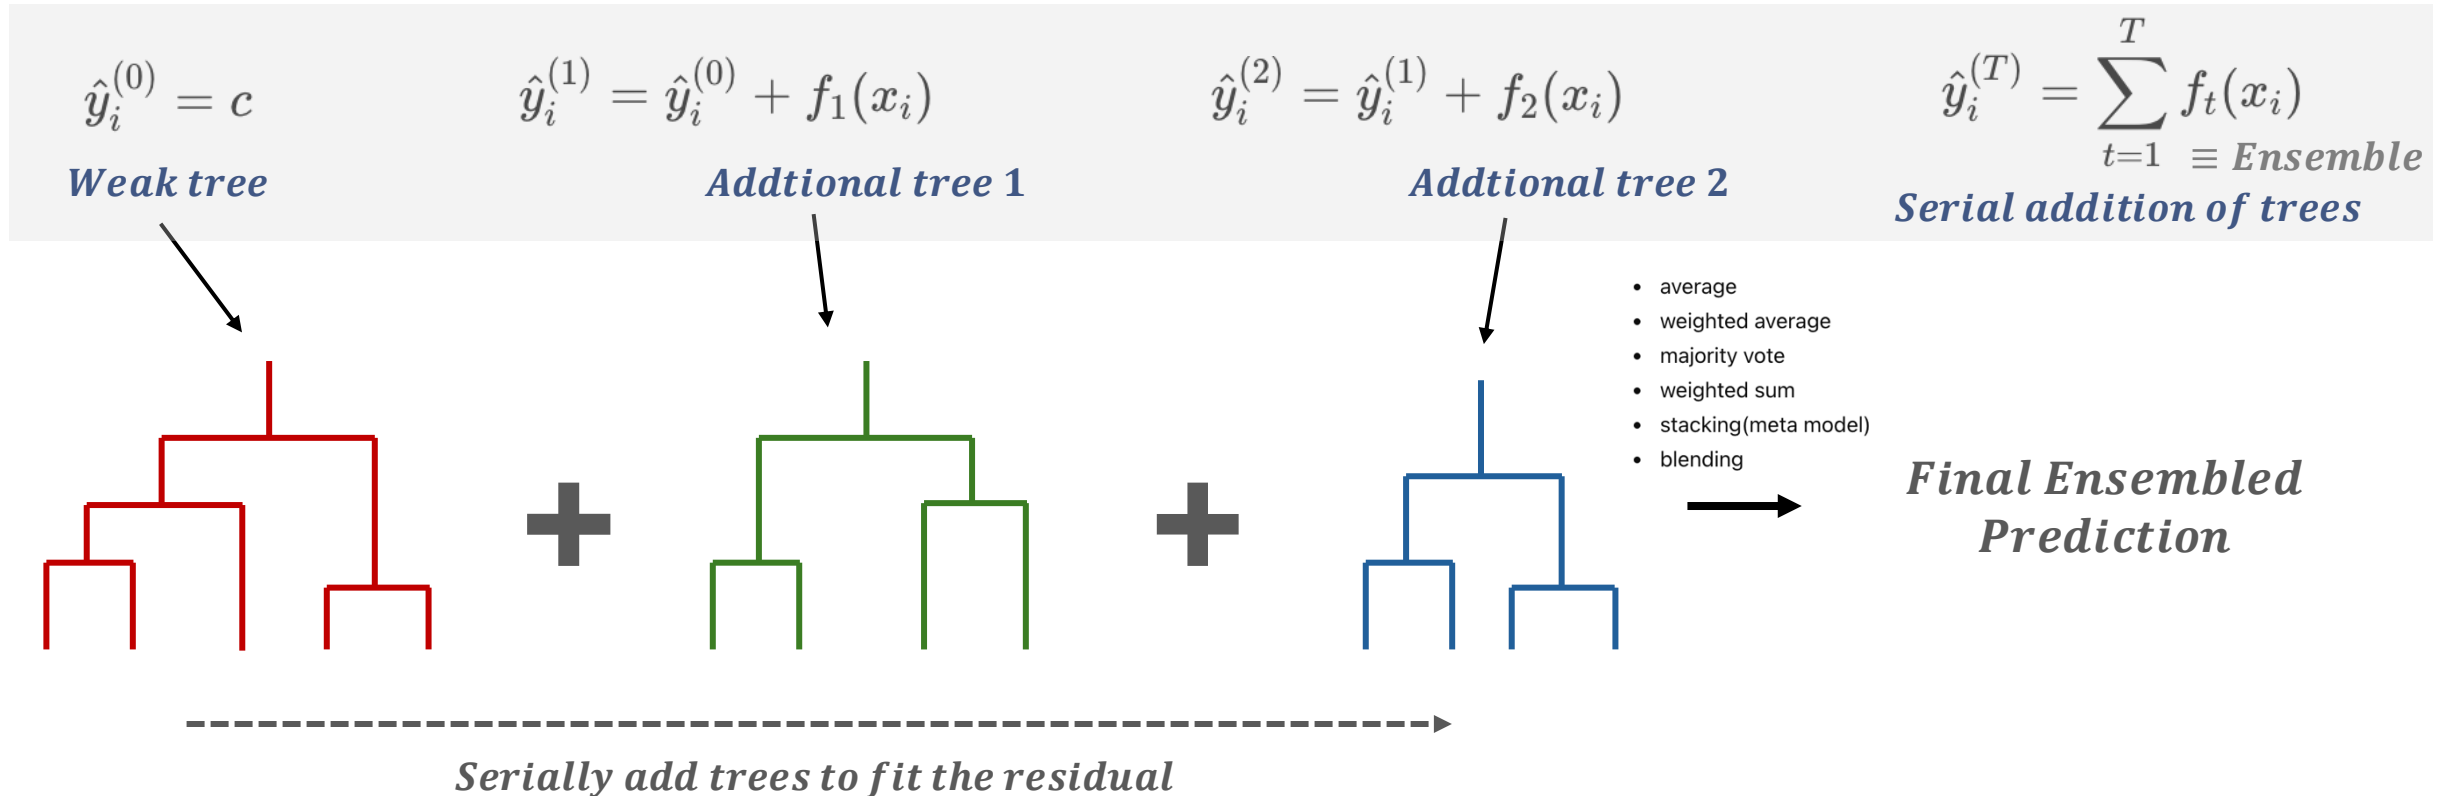 ŷ_i^(0) = c
ŷ_i^(1) = ŷ_i^(0) + f_1(x_i)
ŷ_i^(2) = ŷ_i^(1) + f_2(x_i)
ŷ_i^(T) = ∑_{t=1}^{T} f_t(x_i)
≡ Ensemble
Weak tree
Addtional tree 1
Addtional tree 2
Serial addition of trees
• average
• weighted average
• majority vote
• weighted sum
• stacking(meta model)
• blending
+
+
Final Ensembled
Prediction
Serially add trees to fit the residual